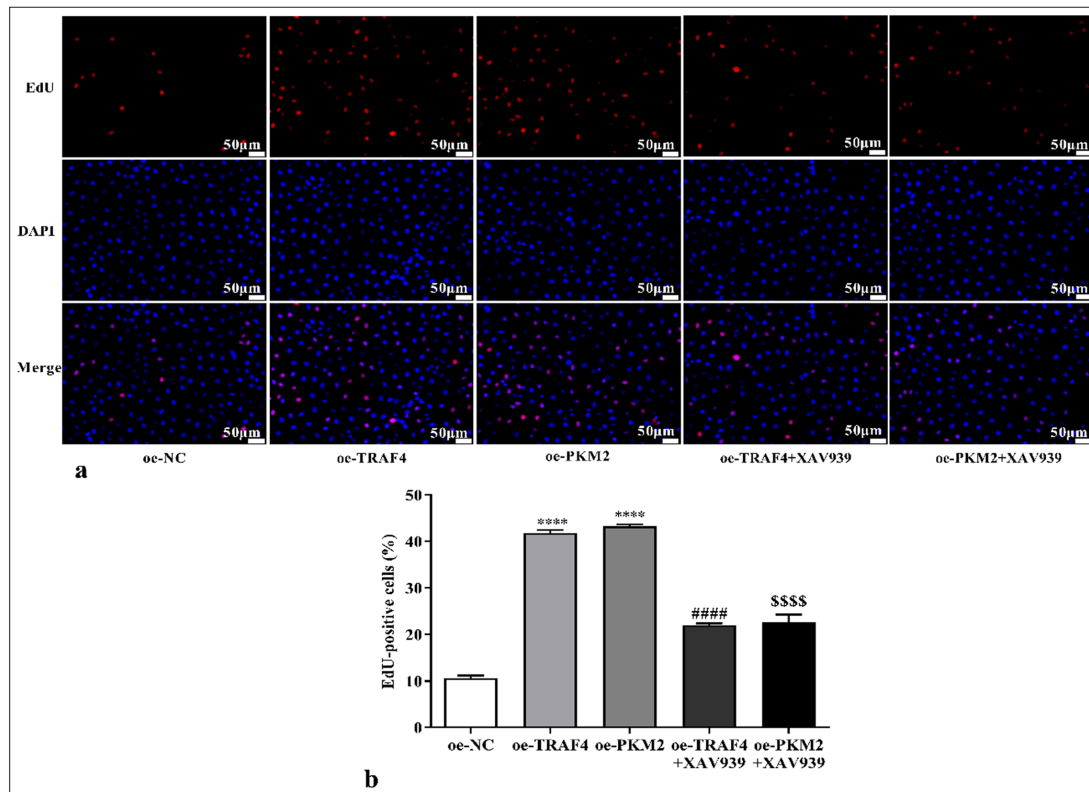 EdU
50µm 50µm 50µm 50µm 50µm
DAPI
50µm 50µm 50µm 50µm 50µm
Merge
50µm 50µm 50µm 50µm 50µm
oe-NC oe-TRAF4 oe-PKM2 oe-TRAF4+XAV939 oe-PKM2+XAV939
a
50
40
30
20
10
0
EdU-positive cells (%)
**** ****
#### $$$$
oe-NC oe-TRAF4 oe-PKM2 oe-TRAF4 oe-PKM2
+XAV939 +XAV939
b